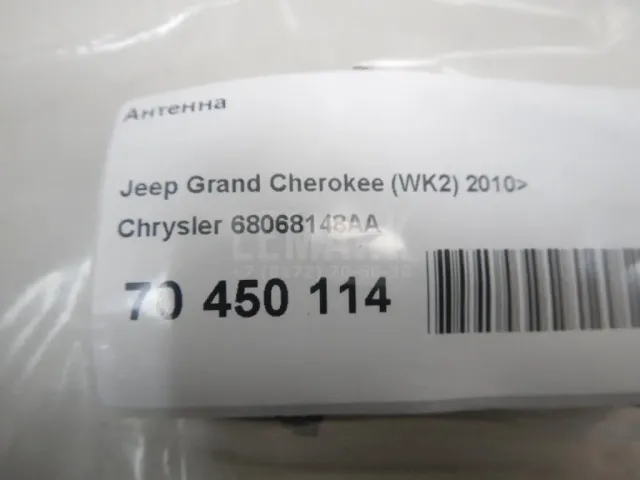 Антенна
Jeep Grand Cherokee (WK2) 2010>
Chrysler 68068148AA
70 450 114